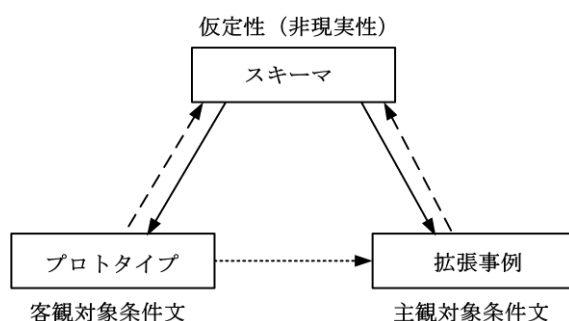 仮定性（非現実性）
スキーマ
プロトタイプ
拡張事例
客観対象条件文
主観対象条件文